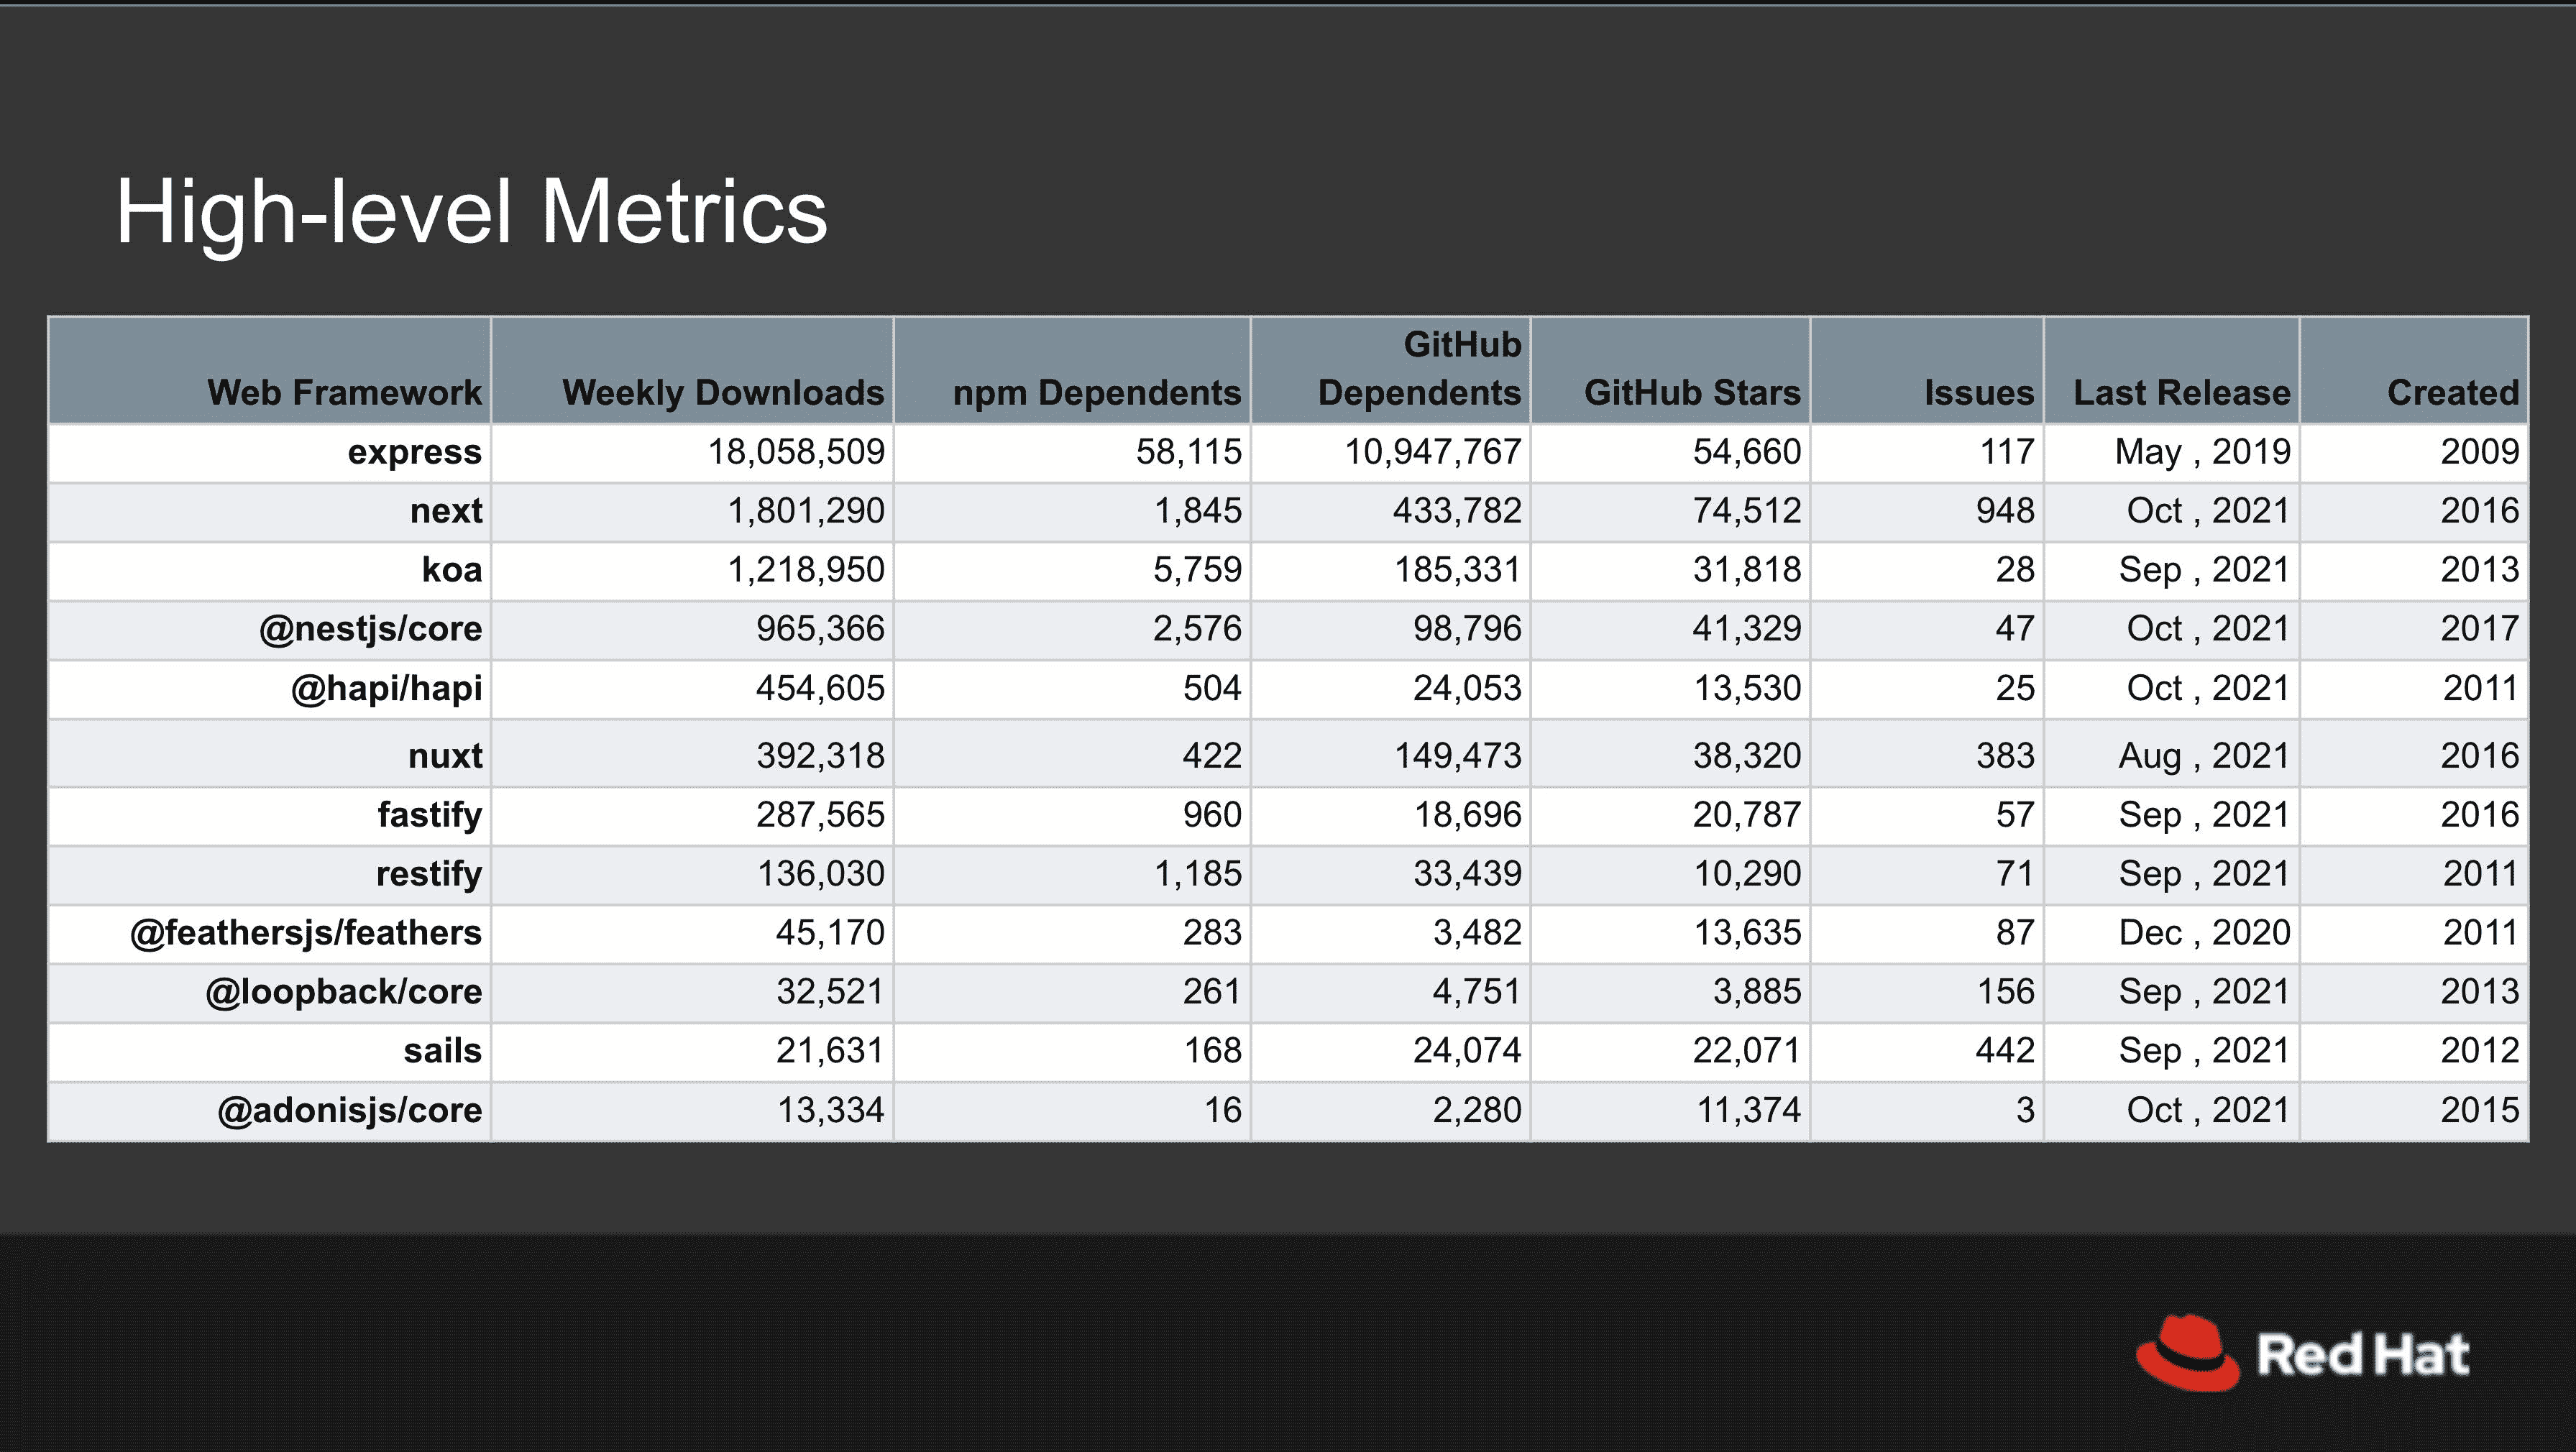 High-level Metrics
Web Framework Weekly Downloads npm Dependents GitHub Dependents GitHub Stars Issues Last Release Created
express 18,058,509 58,115 10,947,767 54,660 117 May , 2019 2009
next 1,801,290 1,845 433,782 74,512 948 Oct , 2021 2016
koa 1,218,950 5,759 185,331 31,818 28 Sep , 2021 2013
@nestjs/core 965,366 2,576 98,796 41,329 47 Oct , 2021 2017
@hapi/hapi 454,605 504 24,053 13,530 25 Oct , 2021 2011
nuxt 392,318 422 149,473 38,320 383 Aug , 2021 2016
fastify 287,565 960 18,696 20,787 57 Sep , 2021 2016
restify 136,030 1,185 33,439 10,290 71 Sep , 2021 2011
@feathersjs/feathers 45,170 283 3,482 13,635 87 Dec , 2020 2011
@loopback/core 32,521 261 4,751 3,885 156 Sep , 2021 2013
sails 21,631 168 24,074 22,071 442 Sep , 2021 2012
@adonisjs/core 13,334 16 2,280 11,374 3 Oct , 2021 2015
Red Hat